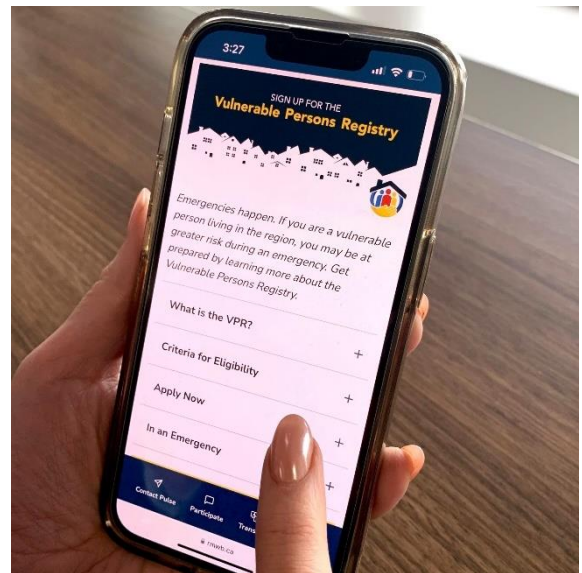 3:27
SIGN UP FOR THE
Vulnerable Persons Registry
Emergencies happen. If you are a vulnerable
person living in the region, you may be at
greater risk during an emergency. Get
prepared by learning more about the
Vulnerable Persons Registry.
What is the VPR?
+
Criteria for Eligibility
+
Apply Now
+
In an Emergency
+
Contact Pulse
Participate
rmwb.ca